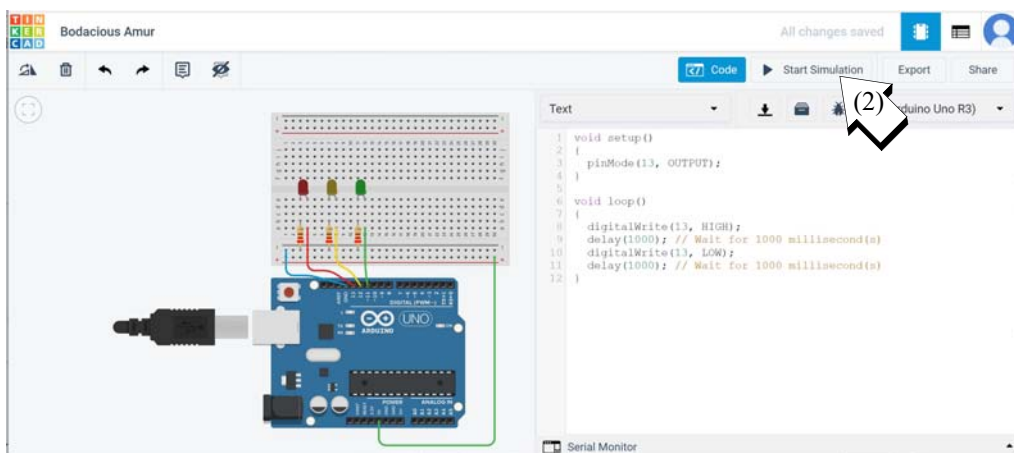 TIN
KER
CAD
Bodacious Amur
All changes saved
Code
Start Simulation
Export
Share
(2)
Text
rduino Uno R3)
1 void setup()
2 {
3 pinMode(13, OUTPUT);
4 }
5
6 void loop()
7 {
8 digitalWrite(13, HIGH);
9 delay(1000); // Wait for 1000 millisecond(s)
10 digitalWrite(13, LOW);
11 delay(1000); // Wait for 1000 millisecond(s)
12 }
DIGITAL (PWM~)
UNO
ARDUINO
POWER
ANALOG IN
Serial Monitor